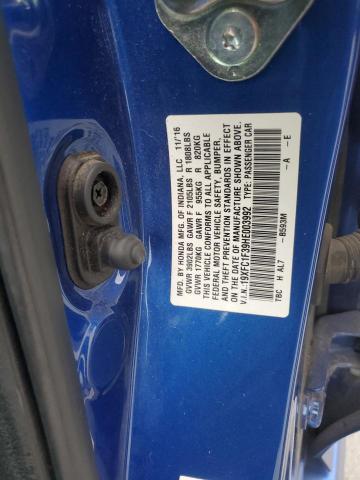 MFD. BY HONDA MFG. OF INDIANA, LLC 11/'16
GVWR 3902LBS GAWR F 2105LBS R 1808LBS
GVWR 1770KG GAWR F 955KG R 820KG
THIS VEHICLE CONFORMS TO ALL APPLICABLE
FEDERAL MOTOR VEHICLE SAFETY, BUMPER,
AND THEFT PREVENTION STANDARDS IN EFFECT
ON THE DATE OF MANUFACTURE SHOWN ABOVE.
V.I.N.:19XFC1F39HE003992 TYPE: PASSENGER CAR
TBC H AL7 -B593M -A -E